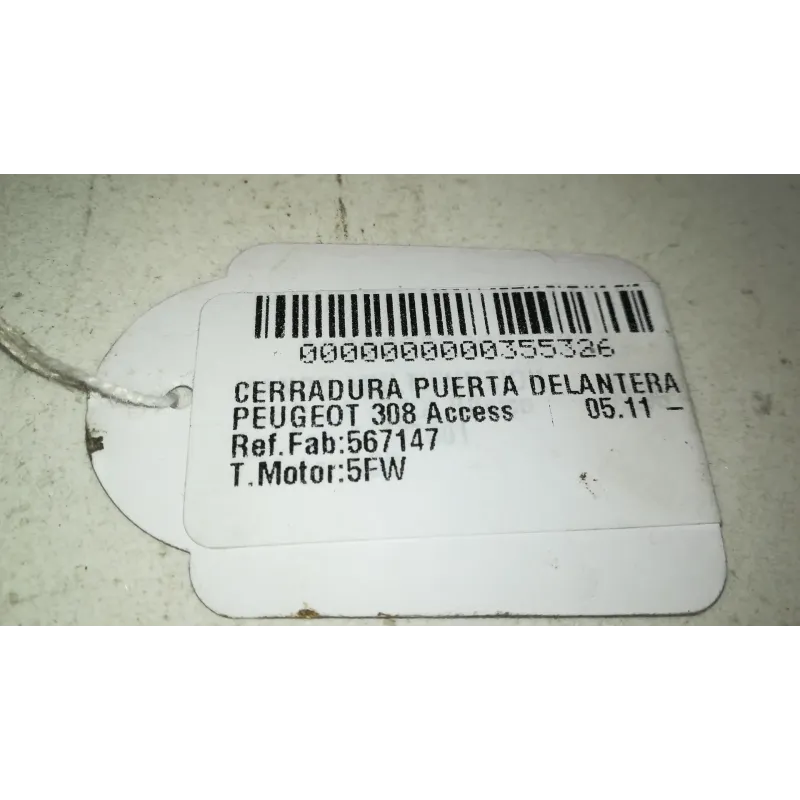 0000000000355326
CERRADURA PUERTA DELANTERA
PEUGEOT 308 Access | 05.11 –
Ref.Fab:567147
T.Motor:5FW